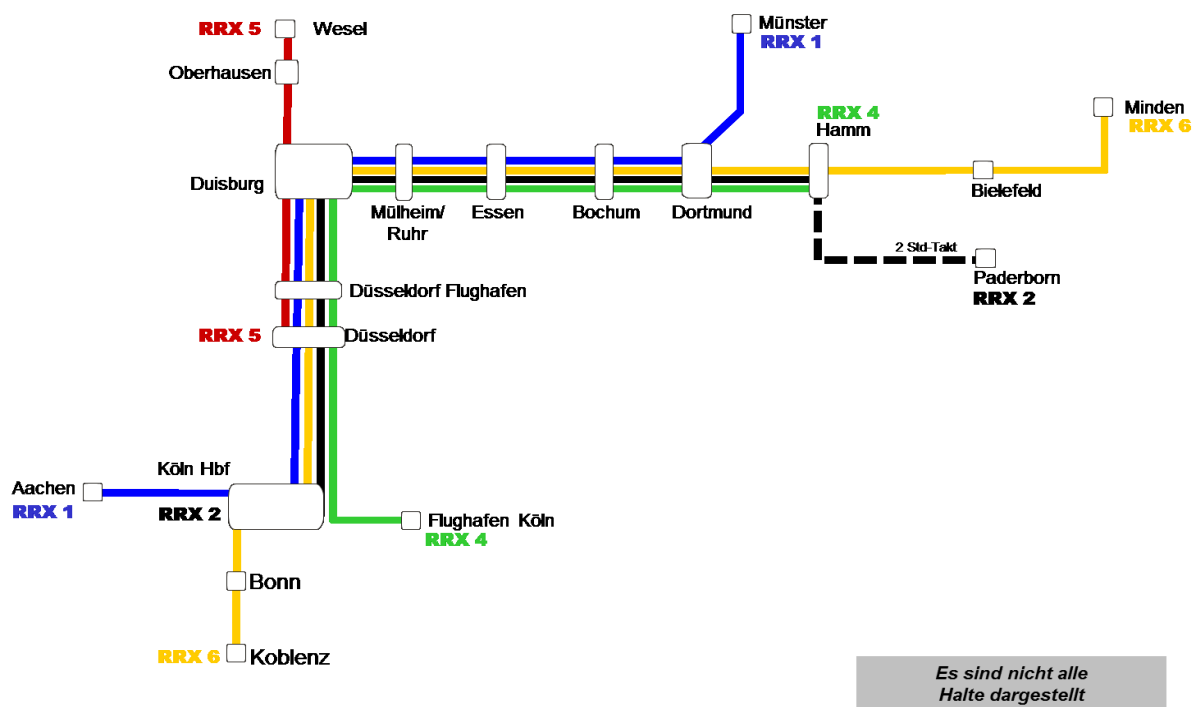 RRX 5
Wesel
Oberhausen
Münster
RRX 1
RRX 4
Hamm
Minden
RRX 6
Duisburg
Mülheim/
Ruhr
Essen
Bochum
Dortmund
Bielefeld
2 Std-Takt
Paderborn
RRX 2
Düsseldorf Flughafen
RRX 5
Düsseldorf
Köln Hbf
Aachen
RRX 1
RRX 2
Flughafen Köln
RRX 4
Bonn
RRX 6
Koblenz
Es sind nicht alle
Halte dargestellt